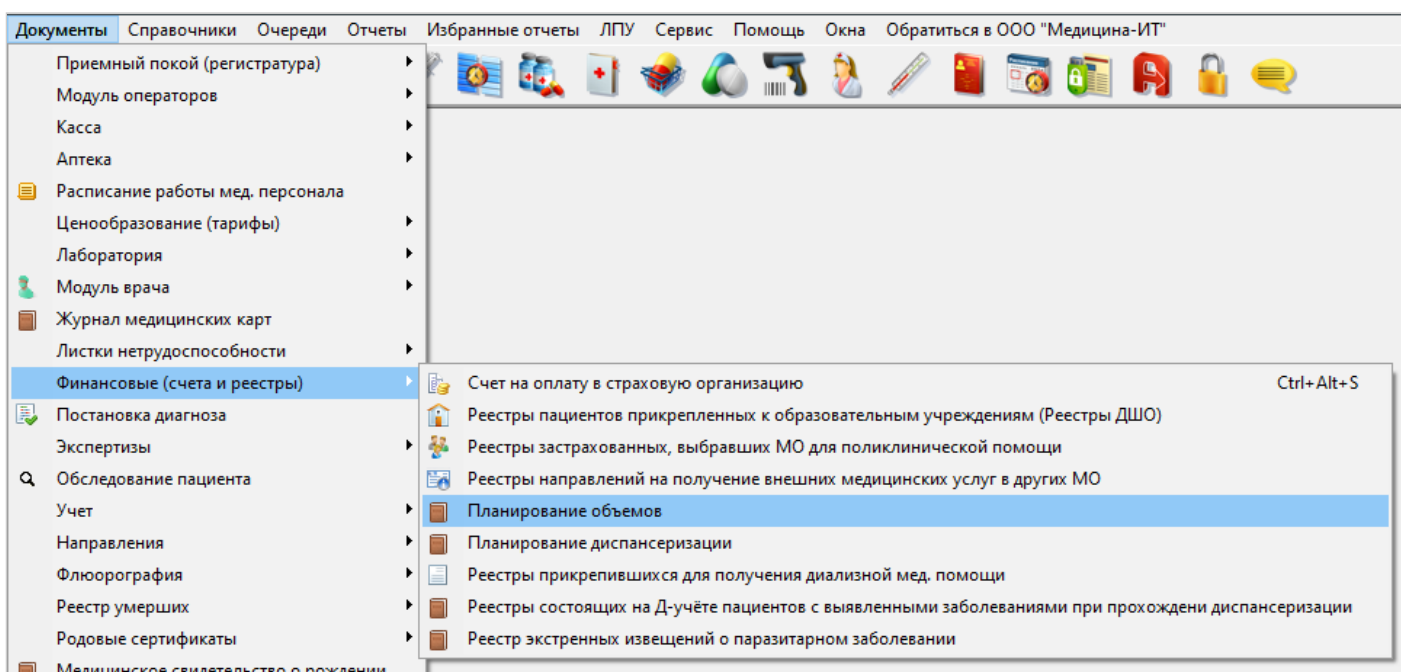 Документы Справочники Очереди Отчеты Избранные отчеты ЛПУ Сервис Помощь Окна Обратиться в ООО "Медицина-ИТ"
Приемный покой (регистратура)
Модуль операторов
Касса
Аптека
Расписание работы мед. персонала
Ценообразование (тарифы)
Лаборатория
Модуль врача
Журнал медицинских карт
Листки нетрудоспособности
Финансовые (счета и реестры)
Постановка диагноза
Экспертизы
Обследование пациента
Учет
Направления
Флюорография
Реестр умерших
Родовые сертификаты
Медицинское свидетельство о рождении
Счет на оплату в страховую организацию Ctrl+Alt+S
Реестры пациентов прикрепленных к образовательным учреждениям (Реестры ДШО)
Реестры застрахованных, выбравших МО для поликлинической помощи
Реестры направлений на получение внешних медицинских услуг в других МО
Планирование объемов
Планирование диспансеризации
Реестры прикрепившихся для получения диализной мед. помощи
Реестры состоящих на Д-учёте пациентов с выявленными заболеваниями при прохождени диспансеризации
Реестр экстренных извещений о паразитарном заболевании